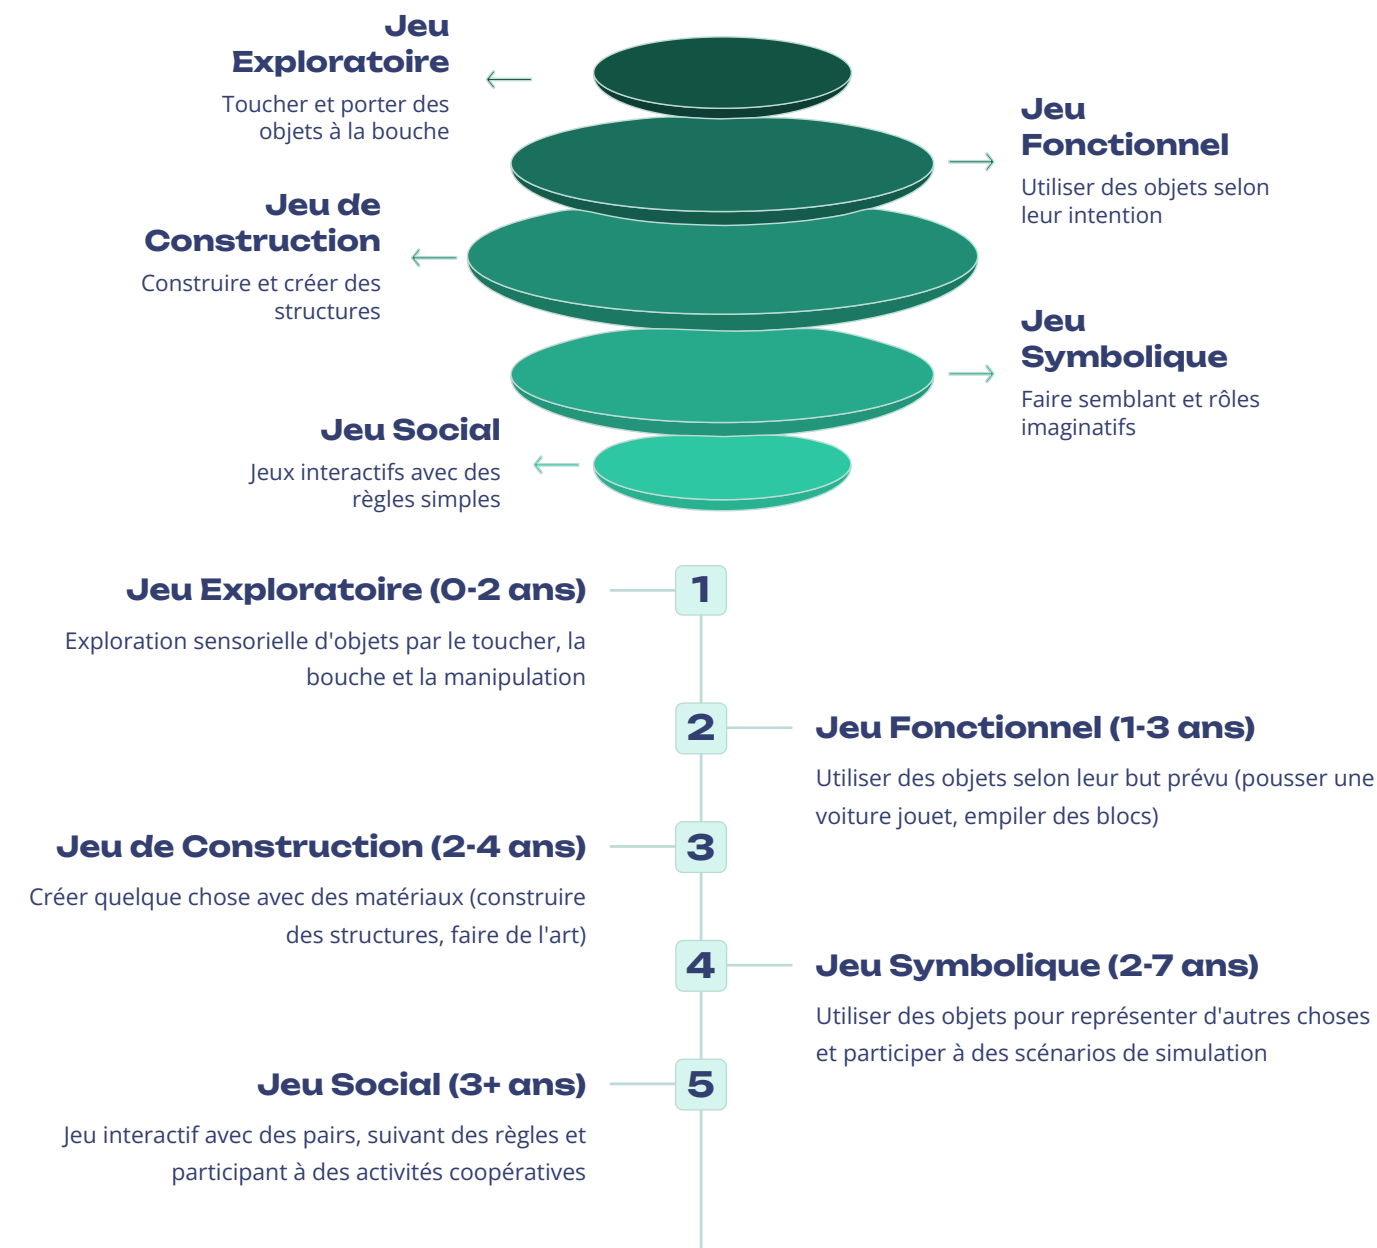 Jeu
Exploratoire
Toucher et porter des
objets à la bouche
Jeu
Fonctionnel
Utiliser des objets selon
leur intention
Jeu de
Construction
Construire et créer des
structures
Jeu
Symbolique
Faire semblant et rôles
imaginatifs
Jeu Social
Jeux interactifs avec des
règles simples
Jeu Exploratoire (0-2 ans)
1
Exploration sensorielle d'objets par le toucher, la
bouche et la manipulation
2
Jeu Fonctionnel (1-3 ans)
Utiliser des objets selon leur but prévu (pousser une
voiture jouet, empiler des blocs)
Jeu de Construction (2-4 ans)
3
Créer quelque chose avec des matériaux (construire
des structures, faire de l'art)
4
Jeu Symbolique (2-7 ans)
Utiliser des objets pour représenter d'autres choses
et participer à des scénarios de simulation
Jeu Social (3+ ans)
5
Jeu interactif avec des pairs, suivant des règles et
participant à des activités coopératives